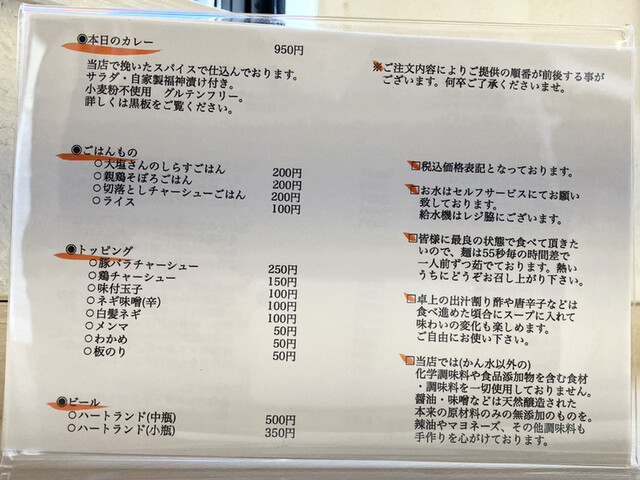 ◉本日のカレー 950円
当店で挽いたスパイスで仕込んでおります。
サラダ・自家製福神漬け付き。
小麦粉不使用 グルテンフリー。
詳しくは黒板をご覧ください。
◉ごはんもの
○大塩さんのしらすごはん 200円
○親鶏そぼろごはん 200円
○切落としチャーシューごはん 200円
○ライス 100円
◉トッピング
○豚バラチャーシュー 250円
○鶏チャーシュー 150円
○味付玉子 100円
○ネギ味噌(辛) 100円
○白髪ネギ 100円
○メンマ 50円
○わかめ 50円
○板のり 50円
◉ビール
○ハートランド(中瓶) 500円
○ハートランド(小瓶) 350円
※ご注文内容によりご提供の順番が前後する事が
ございます。何卒ご了承くださいませ。
□税込価格表記となっております。
□お水はセルフサービスにてお願い
致しております。
給水機はレジ脇にございます。
□皆様に最良の状態で食べて頂きた
いので、麺は55秒毎の時間差で
一人前ずつ茹でております。熱い
うちにどうぞお召し上がり下さい。
□卓上の出汁割り酢や唐辛子などは
食べ進めた頃合にスープに入れて
味わいの変化も楽しめます。
ご自由にお使い下さい。
□当店では(かん水以外の)
化学調味料や食品添加物を含む食材
・調味料を一切使用しておりません。
醤油・味噌などは天然醸造された
本来の原材料のみの無添加のものを。
辣油やマヨネーズ、その他調味料も
手作りを心がけております。